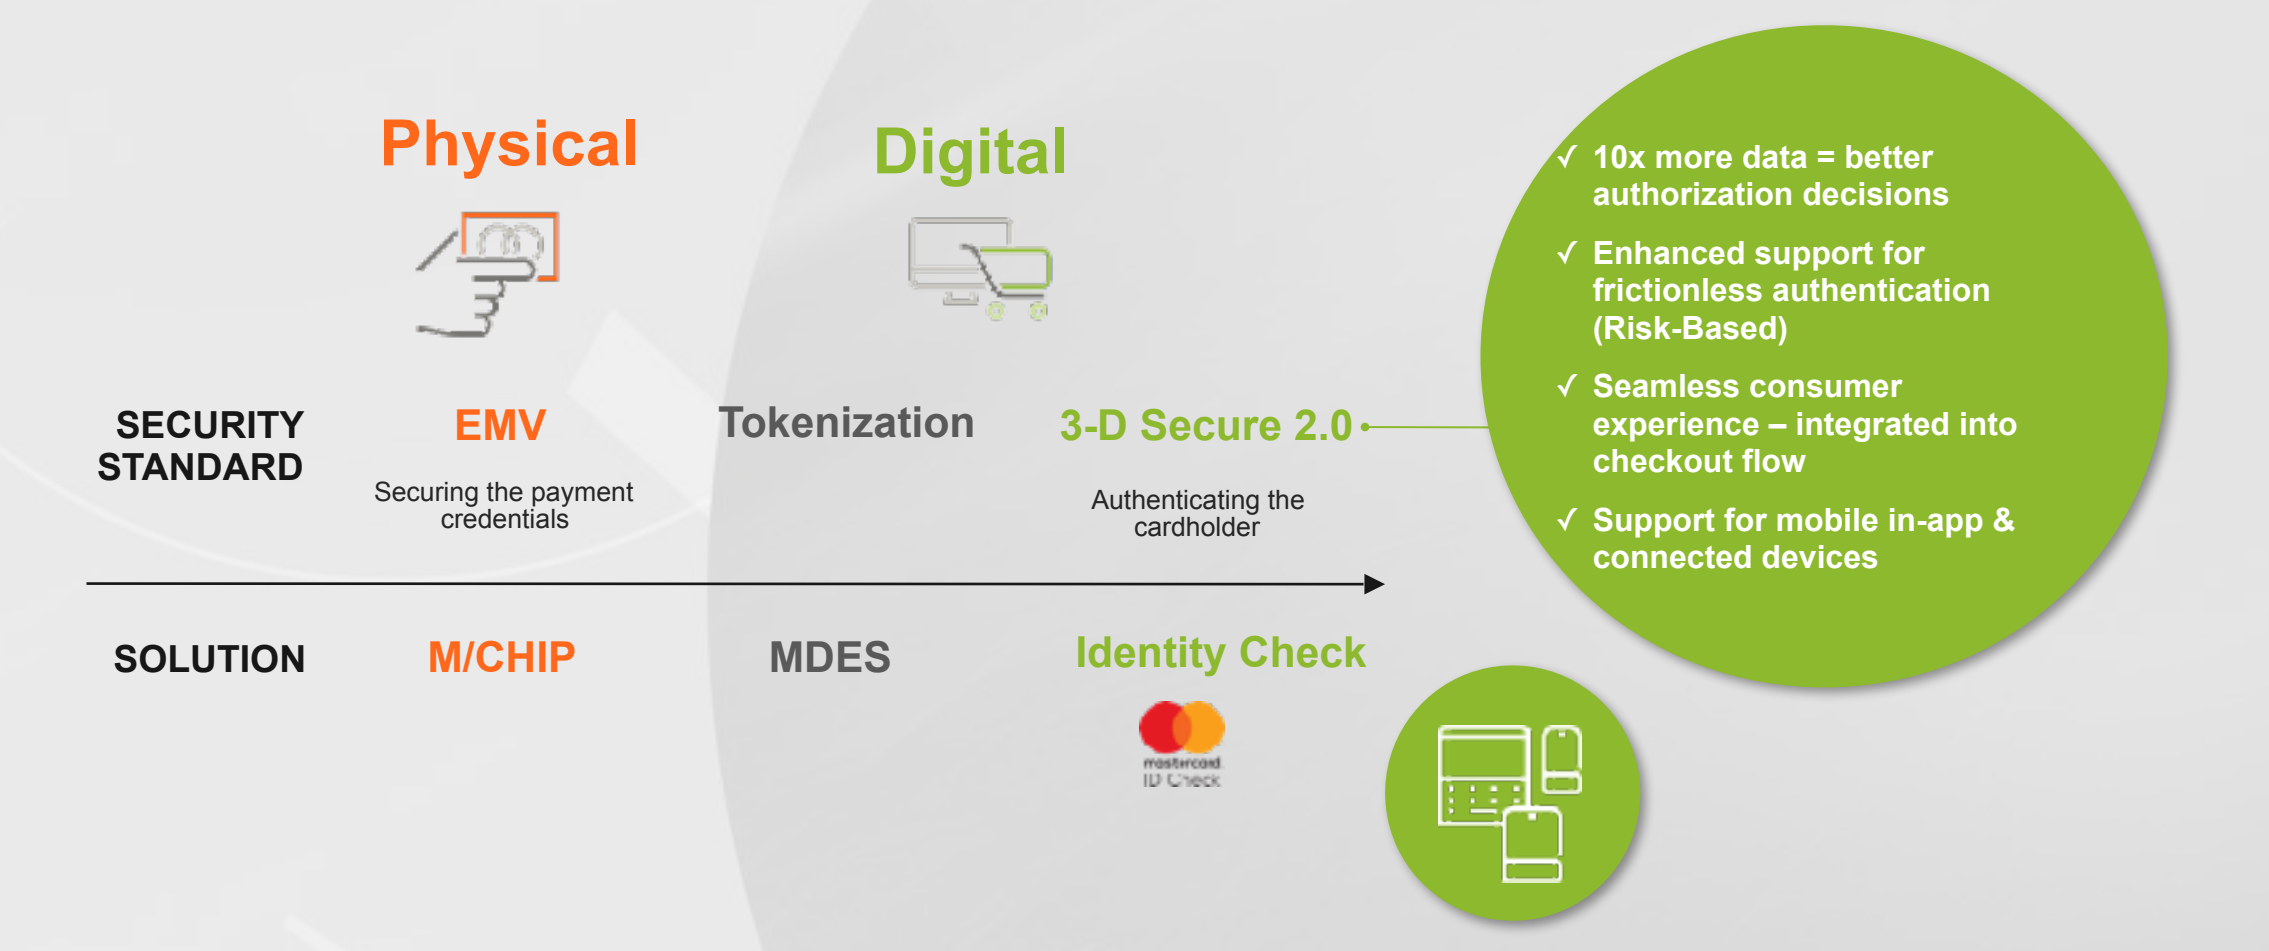 Physical
Digital
SECURITY
STANDARD
EMV
Securing the payment
credentials
Tokenization
3-D Secure 2.0
Authenticating the
cardholder
SOLUTION
M/CHIP
MDES
Identity Check
mastercard
ID Check
✓ 10x more data = better
authorization decisions
✓ Enhanced support for
frictionless authentication
(Risk-Based)
✓ Seamless consumer
experience – integrated into
checkout flow
✓ Support for mobile in-app &
connected devices